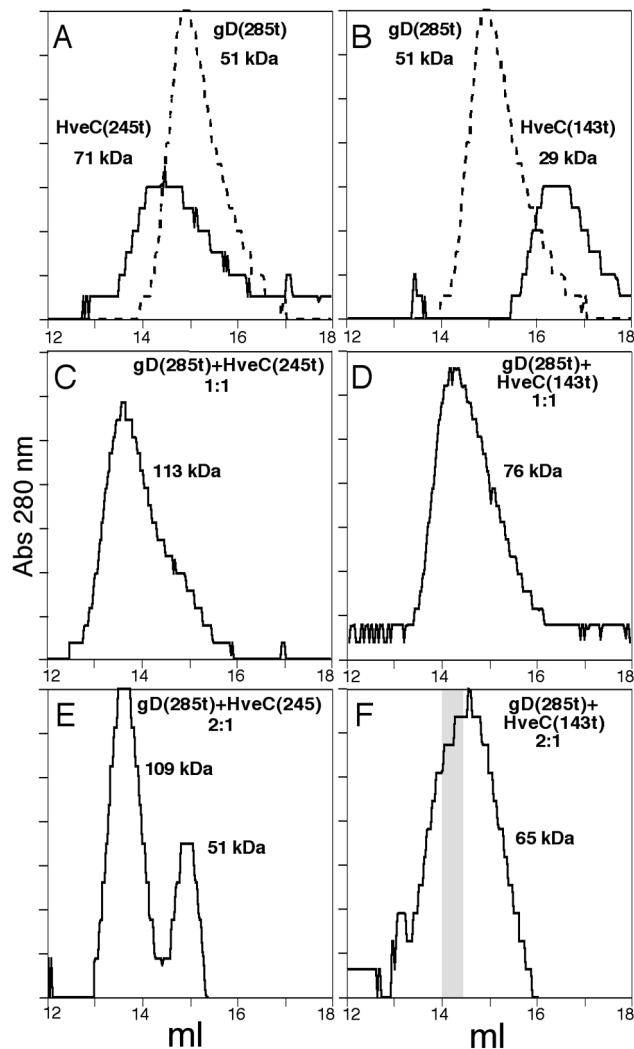 A
gD(285t)
51 kDa
HveC(245t)
71 kDa
12 14 16 18
B
gD(285t)
51 kDa
HveC(143t)
29 kDa
12 14 16 18
C
gD(285t)+HveC(245t)
1:1
113 kDa
12 14 16 18
D
gD(285t)+
HveC(143t)
1:1
76 kDa
12 14 16 18
Abs 280 nm
E
gD(285t)+HveC(245)
2:1
109 kDa
51 kDa
12 14 16 18
ml
F
gD(285t)+
HveC(143t)
2:1
65 kDa
12 14 16 18
ml